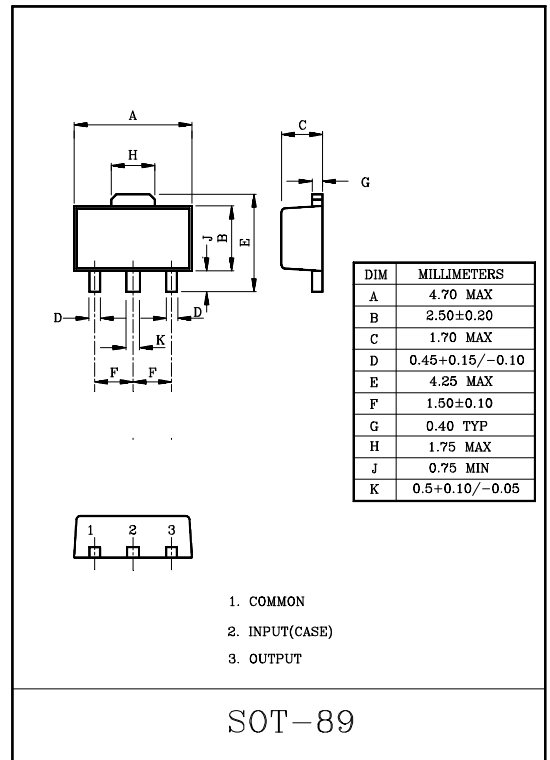 A
H
C
G
J
B
E
D
D
K
F
F
DIM MILLIMETERS
A 4.70 MAX
B 2.50±0.20
C 1.70 MAX
D 0.45+0.15/−0.10
E 4.25 MAX
F 1.50±0.10
G 0.40 TYP
H 1.75 MAX
J 0.75 MIN
K 0.5+0.10/−0.05
1 2 3
1. COMMON
2. INPUT(CASE)
3. OUTPUT
SOT−89